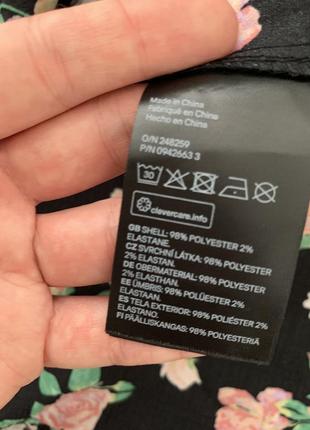 Made in China
Fabriqué en China
Hecho en China
O/N 248259
P/N 0942663 3
30
clevercare.info
GB SHELL: 98% POLYESTER 2%
ELASTANE.
CZ SVRCHNÍ LÁTKA: 98% POLYESTER
2% ELASTAN.
DE OBERMATERIAL: 98% POLYESTER
2% ELASTHAN.
EE ÜMBRIS: 98% POLÜESTER 2%
ELASTAAN.
ES TELA EXTERIOR: 98% POLIÉSTER 2%
ELASTANO.
FI PÄÄLLISKANGAS: 98% POLYESTERIÄ